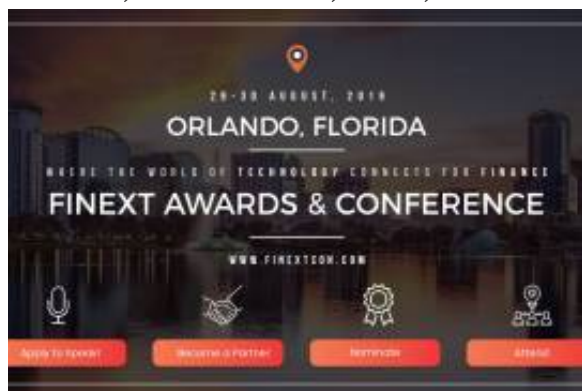 29-30 AUGUST, 2019
ORLANDO, FLORIDA
WHERE THE WORLD OF TECHNOLOGY CONNECTS FOR FINANCE
FINEXT AWARDS & CONFERENCE
WWW.FINEXTCON.COM
Apply to Speak
Become a Partner
Nominate
Attend